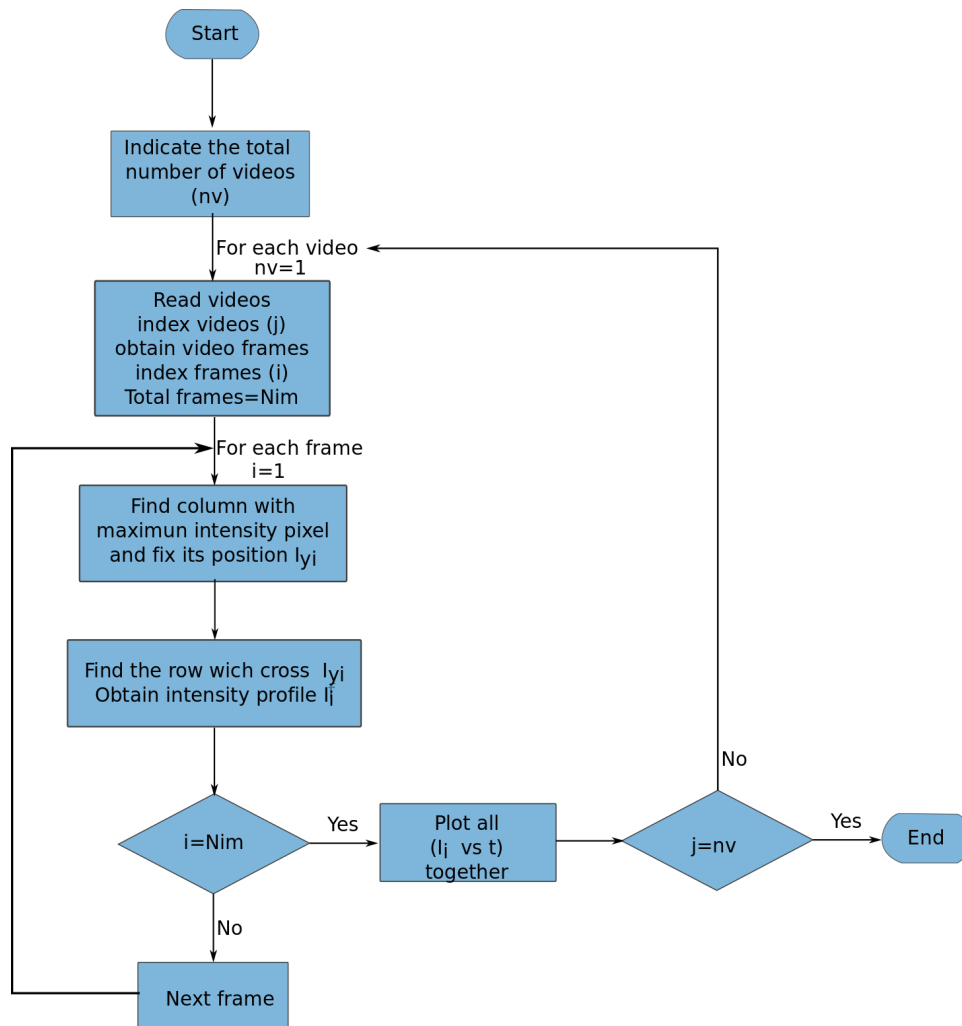 Start
Indicate the total
number of videos
(nv)
For each video
nv=1
Read videos
index videos (j)
obtain video frames
index frames (i)
Total frames=Nim
For each frame
i=1
Find column with
maximun intensity pixel
and fix its position Iyi
Find the row wich cross Iyi
Obtain intensity profile Ii
i=Nim
Yes
Plot all
(Ii vs t)
together
j=nv
No
Yes
End
No
Next frame